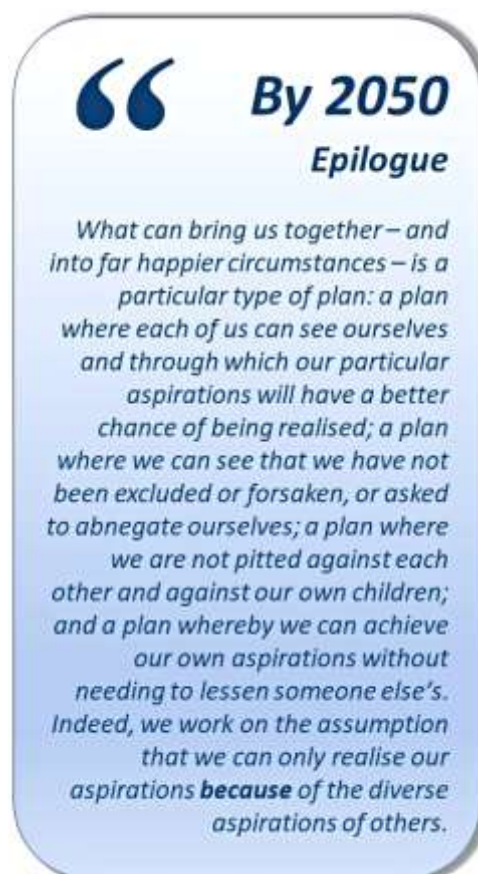 “ By 2050
Epilogue
What can bring us together – and
into far happier circumstances – is a
particular type of plan: a plan
where each of us can see ourselves
and through which our particular
aspirations will have a better
chance of being realised; a plan
where we can see that we have not
been excluded or forsaken, or asked
to abnegate ourselves; a plan where
we are not pitted against each
other and against our own children;
and a plan whereby we can achieve
our own aspirations without
needing to lessen someone else's.
Indeed, we work on the assumption
that we can only realise our
aspirations because of the diverse
aspirations of others.